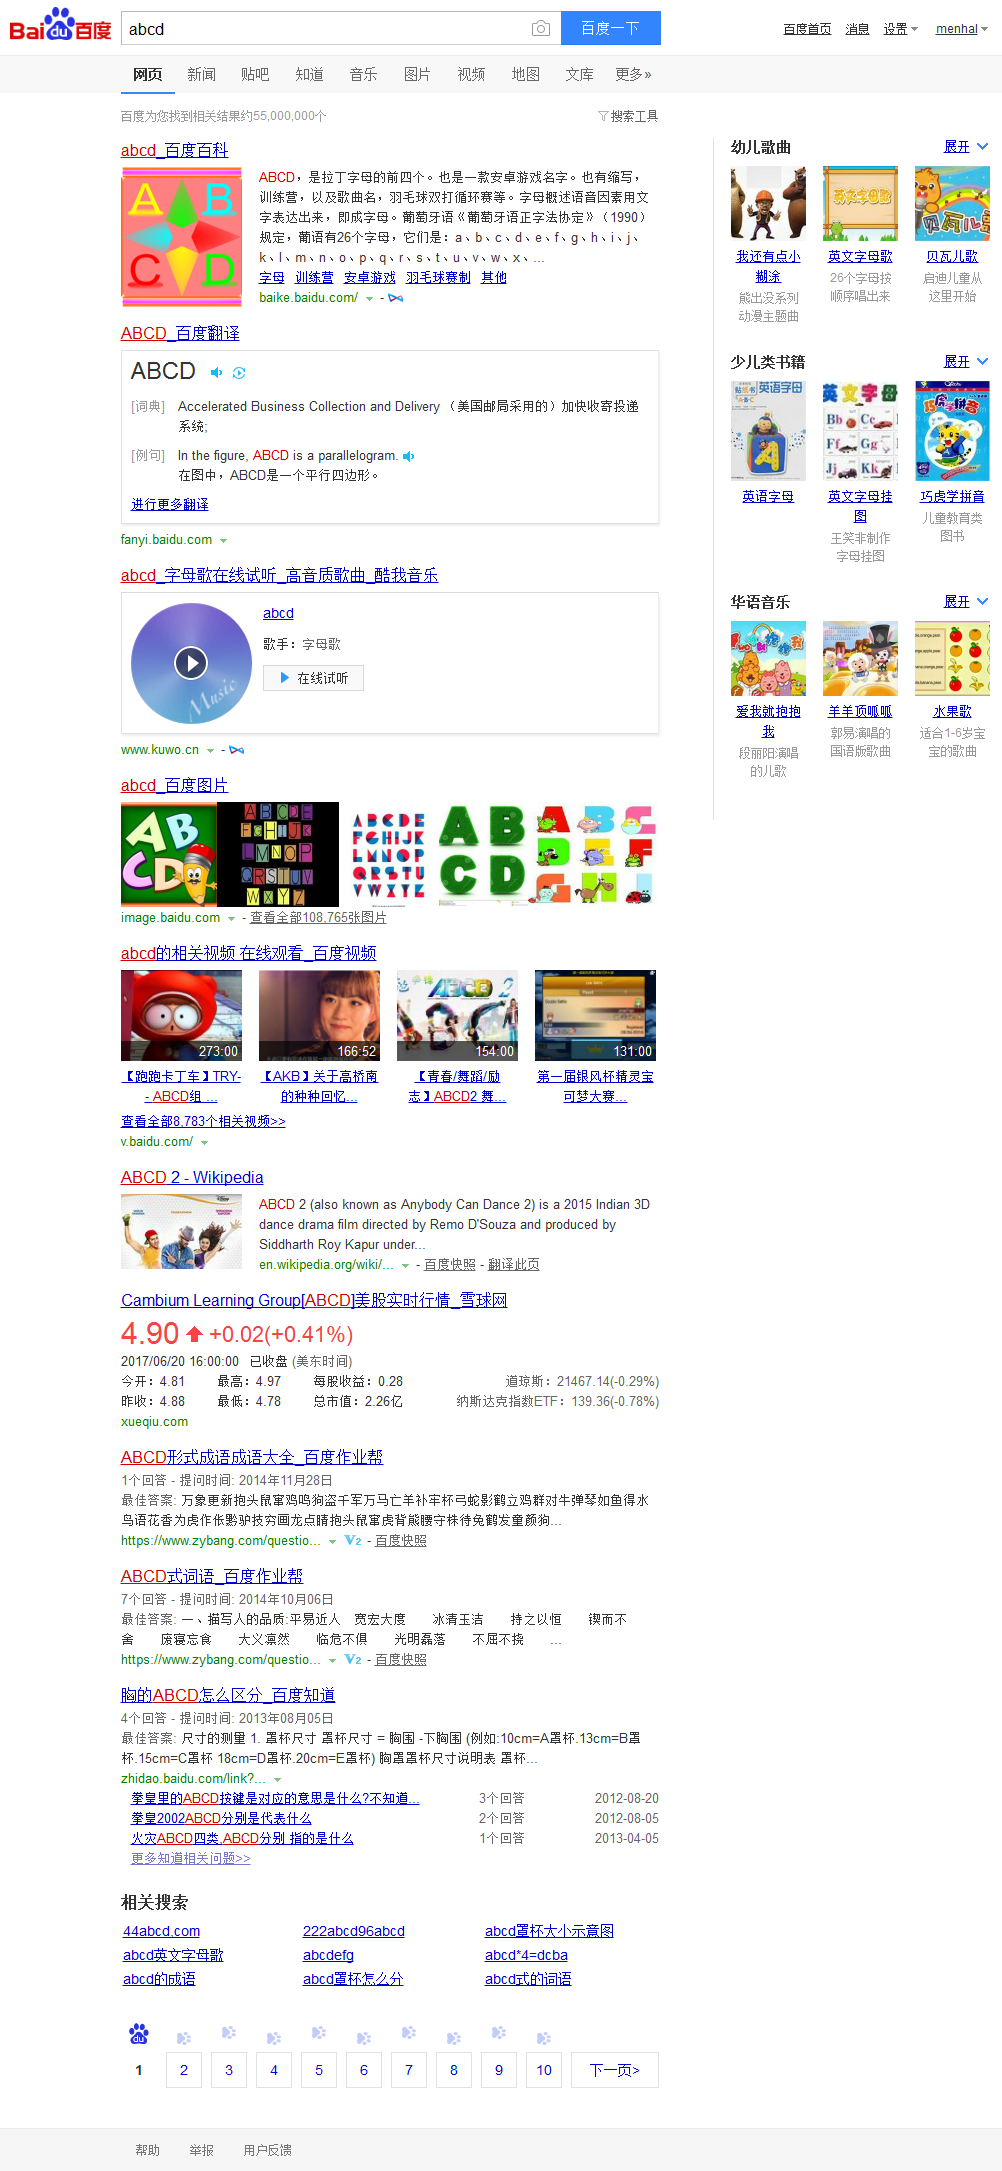 Bai du 百度
abcd
百度一下
百度首页 消息 设置 menhal
网页 新闻 贴吧 知道 音乐 图片 视频 地图 文库 更多»
百度为您找到相关结果约55,000,000个
搜索工具
abcd_百度百科
A B
C D
ABCD，是拉丁字母的前四个。也是一款安卓游戏名字。也有缩写，
训练营，以及歌曲名，羽毛球双打循环赛等。字母概述语音因素用文
字表达出来，即成字母。葡萄牙语《葡萄牙语正字法协定》（1990）
规定，葡语有26个字母，它们是：a、b、c、d、e、f、g、h、i、j、
k、l、m、n、o、p、q、r、s、t、u、v、w、x、...
字母 训练营 安卓游戏 羽毛球赛制 其他
baike.baidu.com/ -
ABCD_百度翻译
ABCD
[词典] Accelerated Business Collection and Delivery （美国邮局采用的）加快收寄投递
系统;
[例句] In the figure, ABCD is a parallelogram.
在图中，ABCD是一个平行四边形。
进行更多翻译
fanyi.baidu.com
abcd_字母歌在线试听_高音质歌曲_酷我音乐
Music
abcd
歌手：字母歌
在线试听
www.kuwo.cn -
abcd_百度图片
image.baidu.com - 查看全部108,765张图片
abcd的相关视频 在线观看_百度视频
273:00 166:52 154:00 131:00
【跑跑卡丁车】TRY-
- ABCD组 ...
【AKB】关于高桥南
的种种回忆...
【青春/舞蹈/励
志】ABCD2 舞...
第一届银风杯精灵宝
可梦大赛...
查看全部8,783个相关视频>>
v.baidu.com/
ABCD 2 - Wikipedia
ABCD 2 (also known as Anybody Can Dance 2) is a 2015 Indian 3D
dance drama film directed by Remo D'Souza and produced by
Siddharth Roy Kapur under...
en.wikipedia.org/wiki/... - 百度快照 - 翻译此页
Cambium Learning Group[ABCD]美股实时行情_雪球网
4.90 +0.02(+0.41%)
2017/06/20 16:00:00 已收盘 (美东时间)
今开：4.81 最高：4.97 每股收益：0.28 道琼斯：21467.14(-0.29%)
昨收：4.88 最低：4.78 总市值：2.26亿 纳斯达克指数ETF：139.36(-0.78%)
xueqiu.com
ABCD形式成语成语大全_百度作业帮
1个回答 - 提问时间: 2014年11月28日
最佳答案: 万象更新抱头鼠窜鸡鸣狗盗千军万马亡羊补牢杯弓蛇影鹤立鸡群对牛弹琴如鱼得水
鸟语花香为虎作伥黔驴技穷画龙点睛抱头鼠窜虎背熊腰守株待兔鹤发童颜狗...
https://www.zybang.com/questio... V2 - 百度快照
ABCD式词语_百度作业帮
7个回答 - 提问时间: 2014年10月06日
最佳答案: 一、描写人的品质:平易近人 宽宏大度 冰清玉洁 持之以恒 锲而不
舍 废寝忘食 大义凛然 临危不惧 光明磊落 不屈不挠 ...
https://www.zybang.com/questio... V2 - 百度快照
胸的ABCD怎么区分_百度知道
4个回答 - 提问时间: 2013年08月05日
最佳答案: 尺寸的测量 1. 罩杯尺寸 罩杯尺寸 = 胸围 -下胸围 (例如:10cm=A罩杯.13cm=B罩
杯.15cm=C罩杯 18cm=D罩杯.20cm=E罩杯) 胸罩罩杯尺寸说明表 罩杯...
zhidao.baidu.com/link?...
拳皇里的ABCD按键是对应的意思是什么?不知道... 3个回答 2012-08-20
拳皇2002ABCD分别是代表什么 2个回答 2012-08-05
火灾ABCD四类,ABCD分别 指的是什么 1个回答 2013-04-05
更多知道相关问题>>
相关搜索
44abcd,com 222abcd96abcd abcd罩杯大小示意图
abcd英文字母歌 abcdefg abcd*4=dcba
abcd的成语 abcd罩杯怎么分 abcd式的词语
1 2 3 4 5 6 7 8 9 10 下一页>
帮助 举报 用户反馈
幼儿歌曲 展开
我还有点小
糊涂
熊出没系列
动漫主题曲
英文字母歌
26个字母按
顺序唱出来
贝瓦儿歌
启迪儿童从
这里开始
少儿类书籍 展开
英语字母
英文字母挂
图
王笑非制作
字母挂图
巧虎学拼音
儿童教育类
图书
华语音乐 展开
爱我就抱抱
我
段丽阳演唱
的儿歌
羊羊顶呱呱
郭易演唱的
国语版歌曲
水果歌
适合1-6岁宝
宝的歌曲